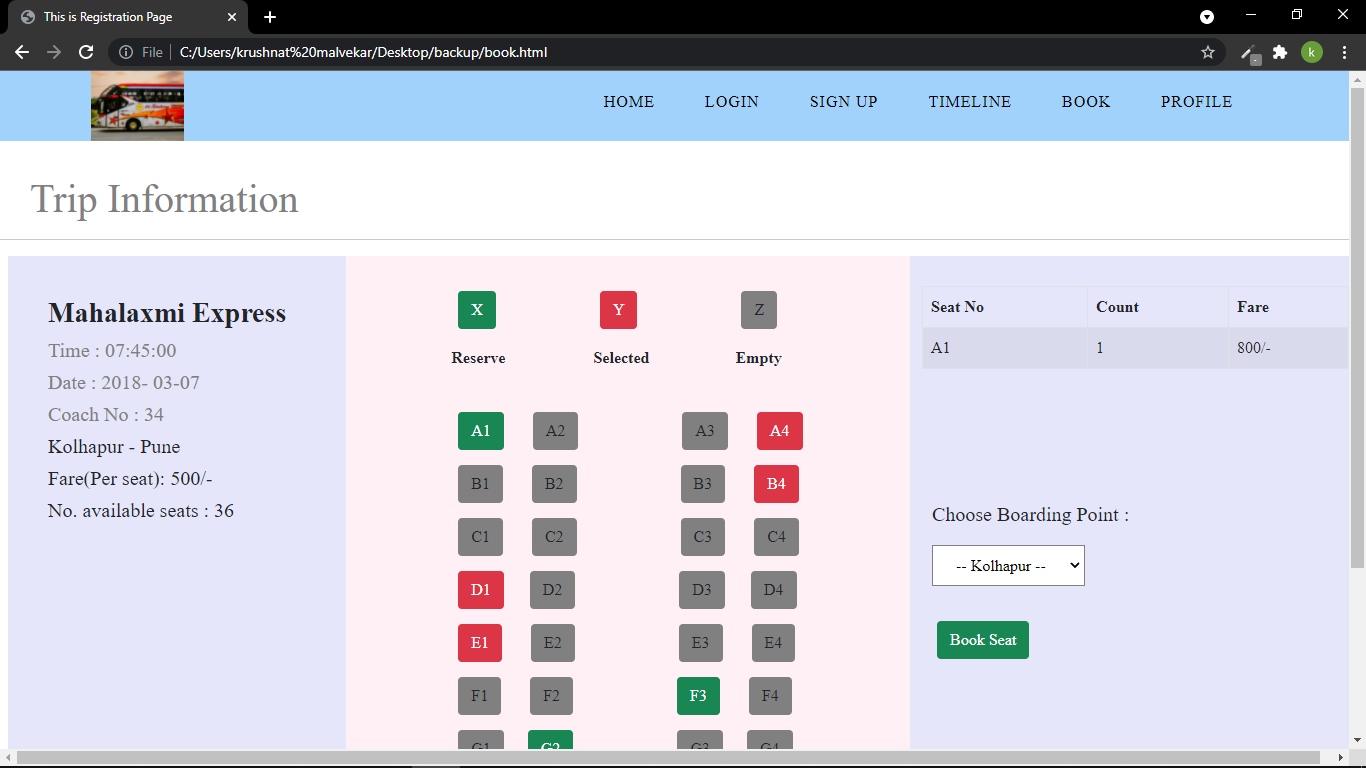 This is Registration Page
File C:/Users/krushnat%20malvekar/Desktop/backup/book.html
k
HOME LOGIN SIGN UP TIMELINE BOOK PROFILE
Trip Information
Mahalaxmi Express
Time : 07:45:00
Date : 2018- 03-07
Coach No : 34
Kolhapur - Pune
Fare(Per seat): 500/-
No. available seats : 36
X Y Z
Reserve Selected Empty
A1 A2 A3 A4
B1 B2 B3 B4
C1 C2 C3 C4
D1 D2 D3 D4
E1 E2 E3 E4
F1 F2 F3 F4
G1 G2 G3 G4
Seat No Count Fare
A1 1 800/-
Choose Boarding Point :
-- Kolhapur --
Book Seat